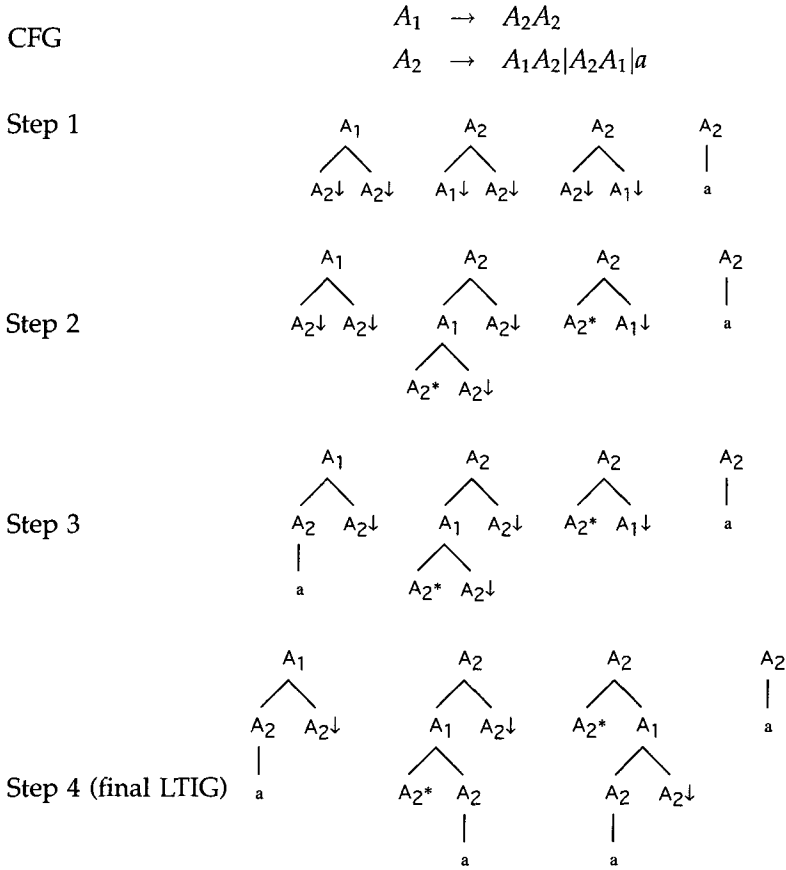 A₁ → A₂A₂
CFG
A₂ → A₁A₂|A₂A₁|a
Step 1
A₁ A₂ A₂ A₂
A₂↓ A₂↓ A₁↓ A₂↓ A₂↓ A₁↓ a
A₁ A₂ A₂ A₂
Step 2
A₂↓ A₂↓ A₁ A₂↓ A₂* A₁↓ a
A₂* A₂↓
A₁ A₂ A₂ A₂
Step 3
A₂ A₂↓ A₁ A₂↓ A₂* A₁↓ a
a A₂* A₂↓
A₁ A₂ A₂ A₂
A₂ A₂↓ A₁ A₂↓ A₂* A₁ a
Step 4 (final LTIG) a A₂* A₂ A₂ A₂↓
a a